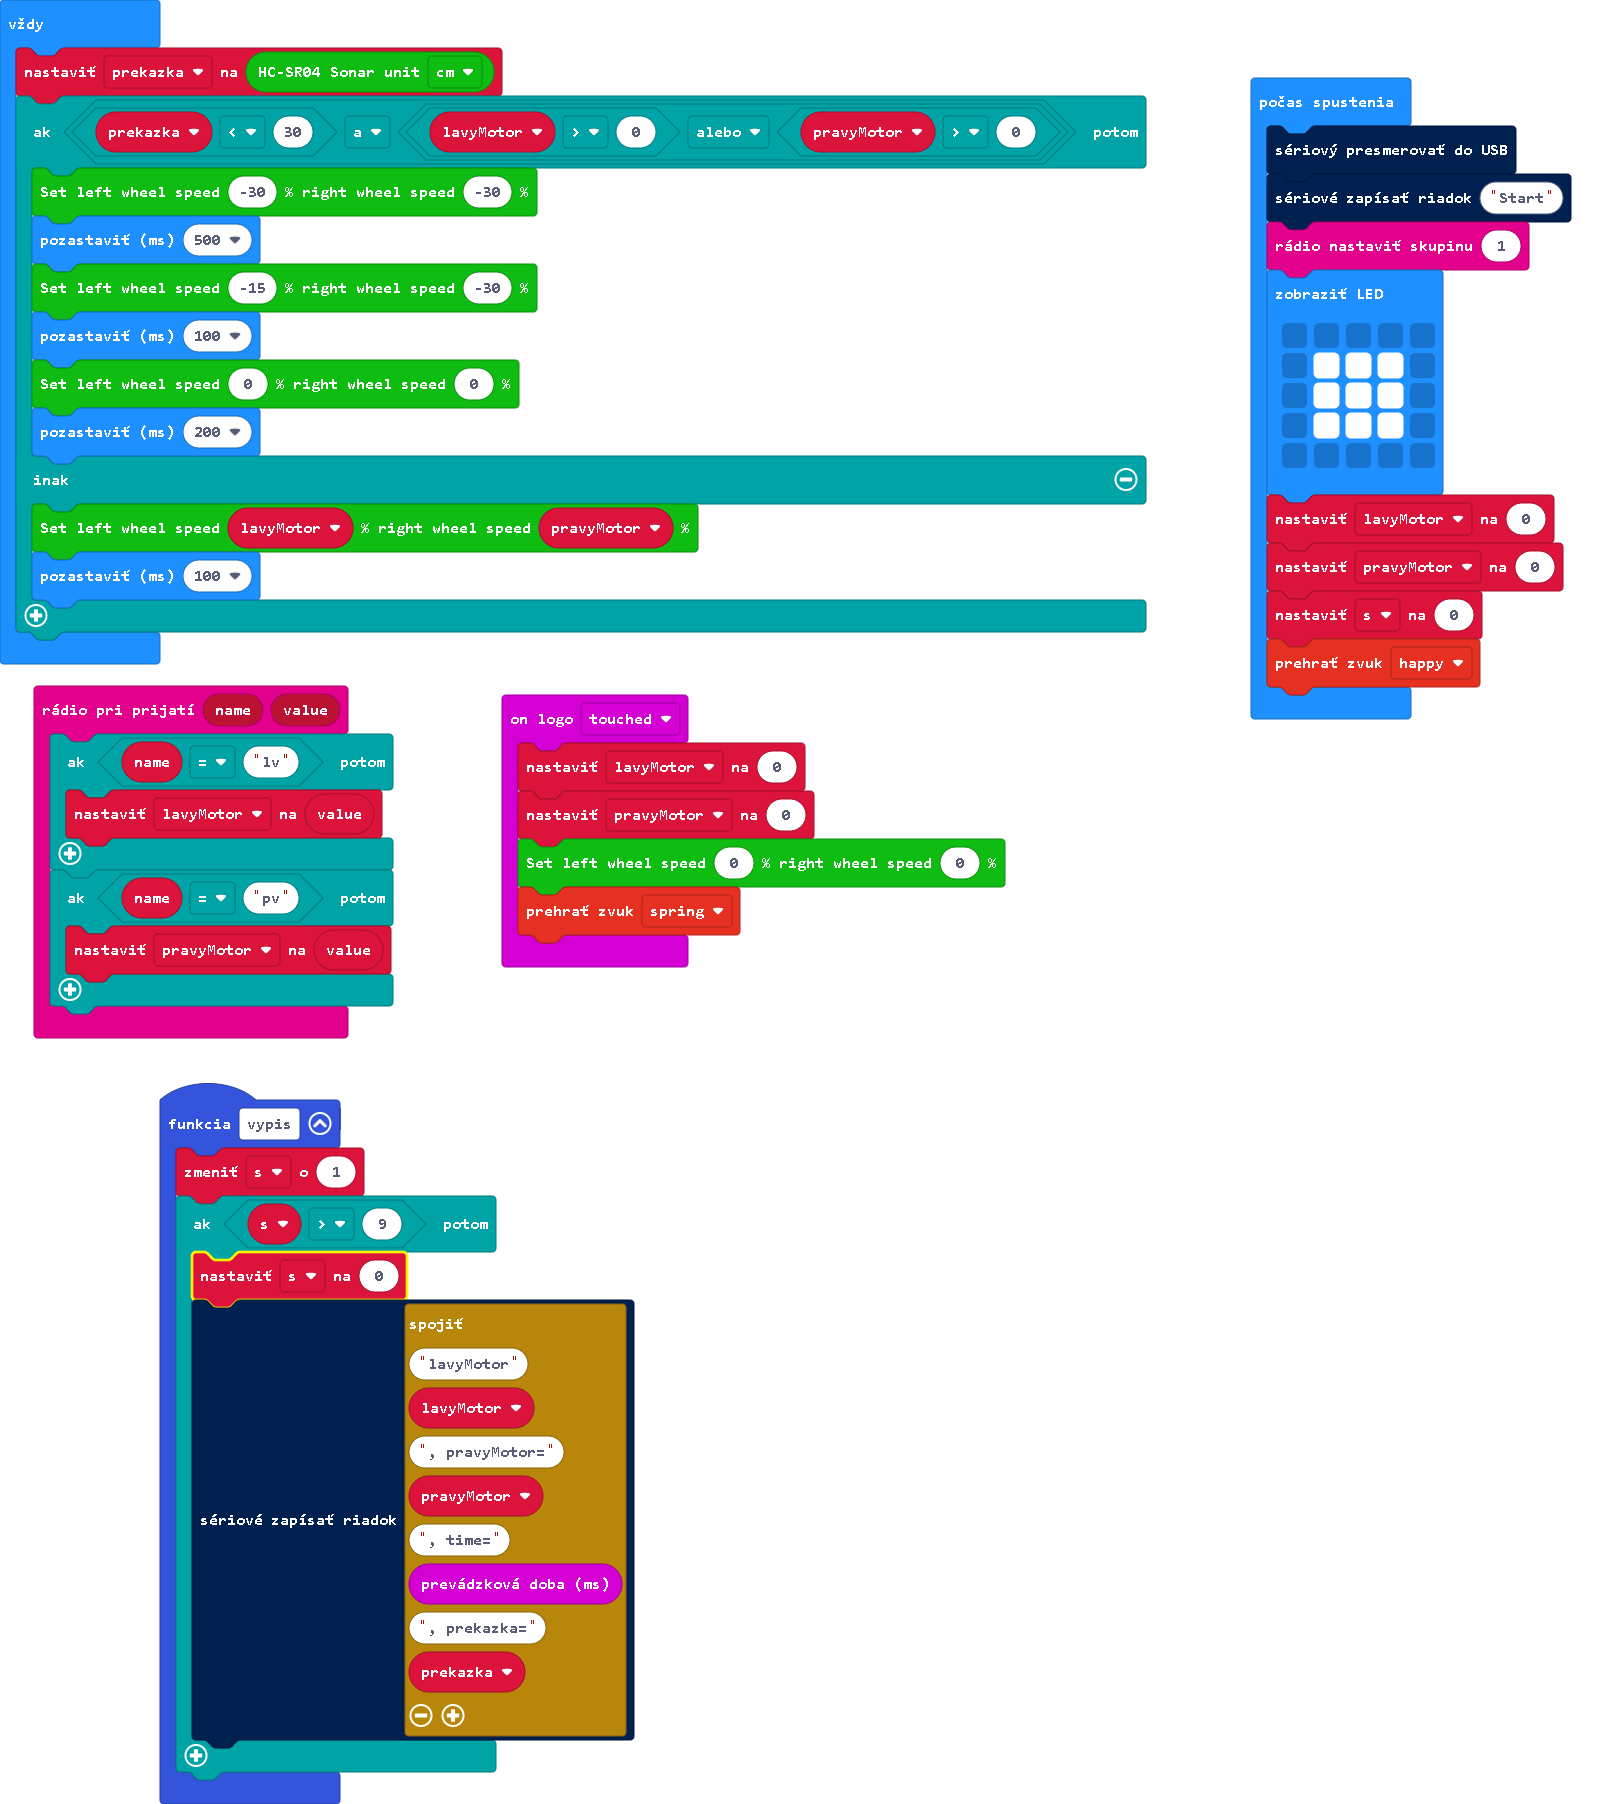 vždy
nastaviť prekazka na HC-SR04 Sonar unit cm
ak prekazka < 30 a lavyMotor > 0 alebo pravyMotor > 0 potom
Set left wheel speed -30 % right wheel speed -30 %
pozastaviť (ms) 500
Set left wheel speed -15 % right wheel speed -30 %
pozastaviť (ms) 100
Set left wheel speed 0 % right wheel speed 0 %
pozastaviť (ms) 200
inak
Set left wheel speed lavyMotor % right wheel speed pravyMotor %
pozastaviť (ms) 100
počas spustenia
sériový presmerovať do USB
sériové zapísať riadok "Start"
rádio nastaviť skupinu 1
zobraziť LED
nastaviť lavyMotor na 0
nastaviť pravyMotor na 0
nastaviť s na 0
prehrať zvuk happy
rádio pri prijatí name value
ak name = "lv" potom
nastaviť lavyMotor na value
ak name = "pv" potom
nastaviť pravyMotor na value
on logo touched
nastaviť lavyMotor na 0
nastaviť pravyMotor na 0
Set left wheel speed 0 % right wheel speed 0 %
prehrať zvuk spring
funkcia vypis
zmeniť s o 1
ak s > 9 potom
nastaviť s na 0
sériové zapísať riadok
spojiť
"lavyMotor"
lavyMotor
", pravyMotor="
pravyMotor
", time="
prevádzková doba (ms)
", prekazka="
prekazka